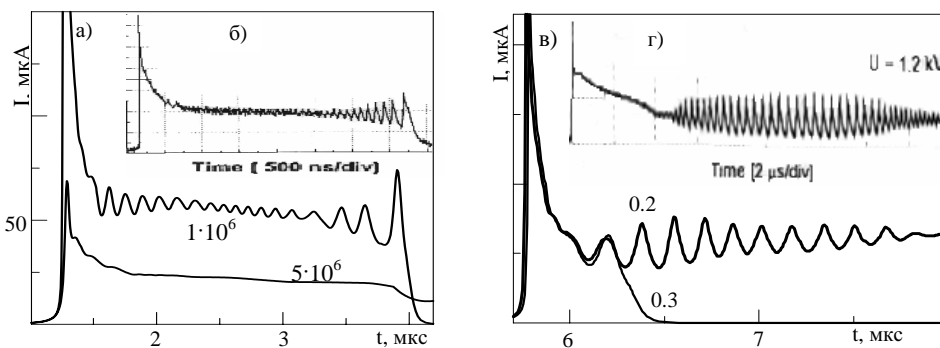 I, мкА
а)
б)
Time [ 500 ns/div]
50
1·10⁶
5·10⁶
2
3
t, мкс
I, мкА
в)
г)
U = 1.2 kV
Time [2 μs/div]
0.2
0.3
6
7
t, мкс